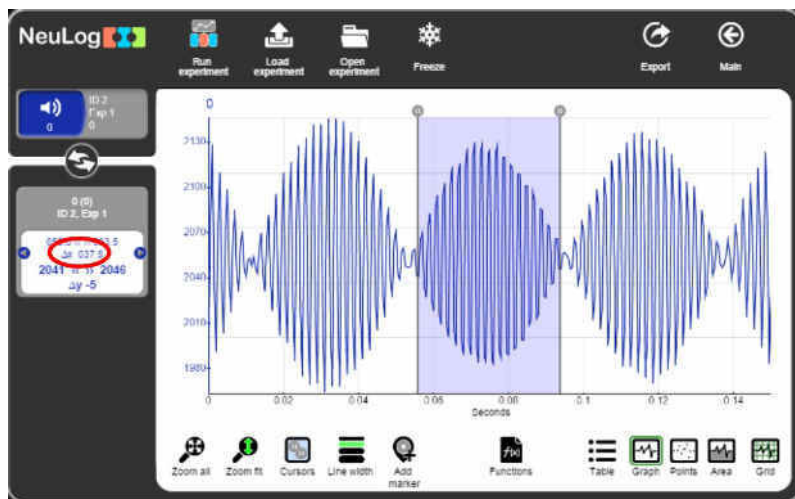 NeuLog
Run
experiment
Load
experiment
Open
experiment
Freeze
Export
Main
0
ID 2
Exp 1
0
0 (0)
ID 2, Exp 1
Δx 037.5
2041 2046
Δy -5
0
2130
2100
2070
2040
2010
1980
0 0.02 0.04 0.06 0.08 0.1 0.12 0.14
Seconds
Zoom all
Zoom fit
Cursors
Line width
Add
marker
f(x)
Functions
Table
Graph
Points
Area
Grid